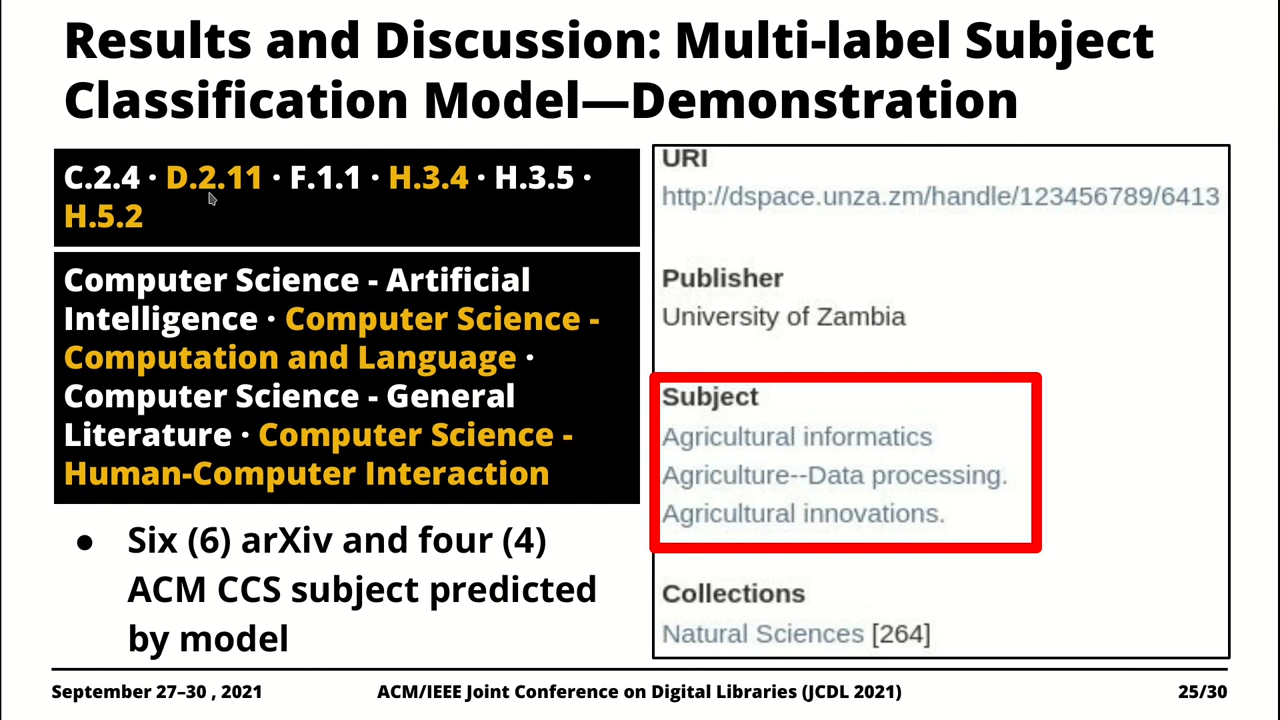 Results and Discussion: Multi-label Subject
Classification Model—Demonstration
C.2.4 · D.2.11 · F.1.1 · H.3.4 · H.3.5 ·
H.5.2
Computer Science - Artificial
Intelligence · Computer Science -
Computation and Language ·
Computer Science - General
Literature · Computer Science -
Human-Computer Interaction
● Six (6) arXiv and four (4)
ACM CCS subject predicted
by model
URI
http://dspace.unza.zm/handle/123456789/6413
Publisher
University of Zambia
Subject
Agricultural informatics
Agriculture--Data processing.
Agricultural innovations.
Collections
Natural Sciences [264]
September 27–30 , 2021 ACM/IEEE Joint Conference on Digital Libraries (JCDL 2021) 25/30